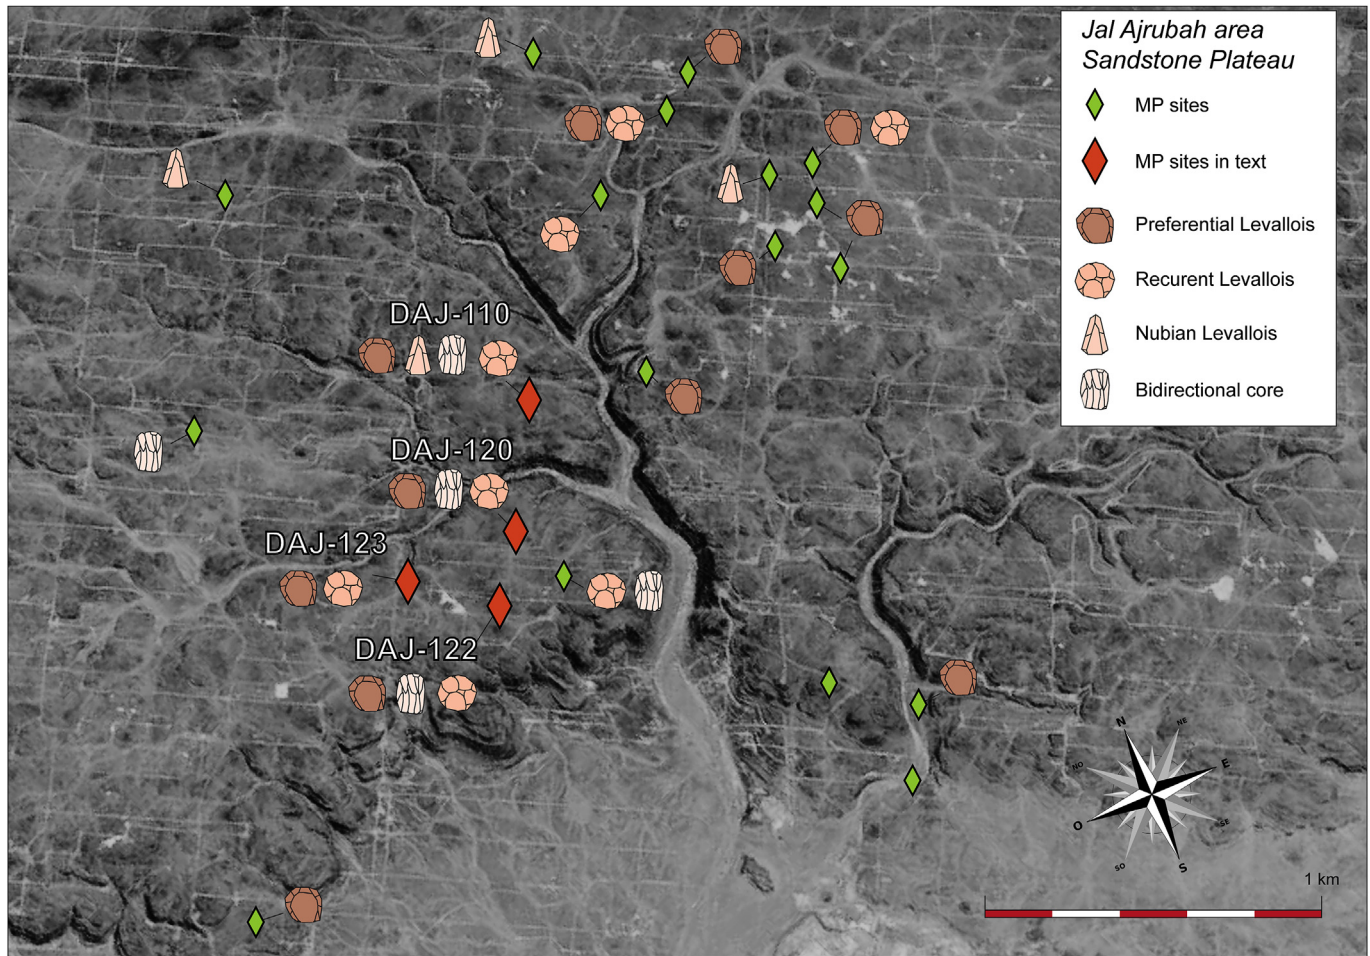 Jal Ajrubah area
Sandstone Plateau
MP sites
MP sites in text
Preferential Levallois
Recurent Levallois
Nubian Levallois
Bidirectional core
DAJ-110
DAJ-120
DAJ-123
DAJ-122
N
NE
NO
E
O
SE
SO
S
1 km